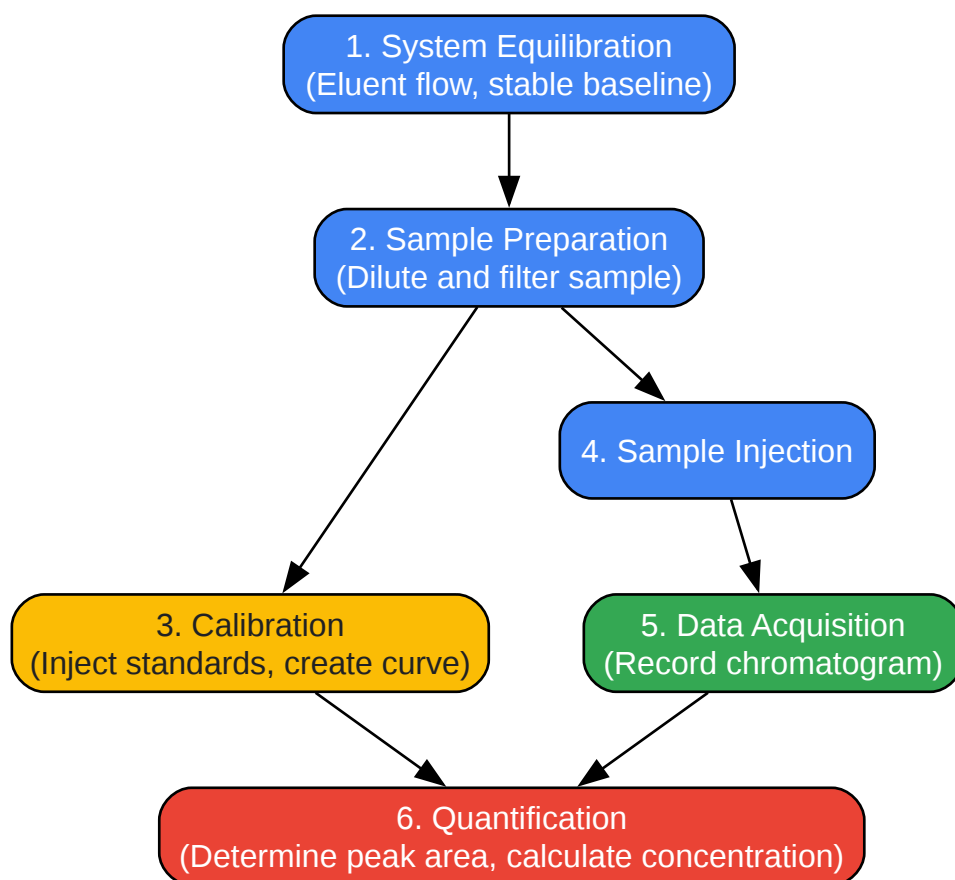 1. System Equilibration
(Eluent flow, stable baseline)
2. Sample Preparation
(Dilute and filter sample)
4. Sample Injection
3. Calibration
(Inject standards, create curve)
5. Data Acquisition
(Record chromatogram)
6. Quantification
(Determine peak area, calculate concentration)